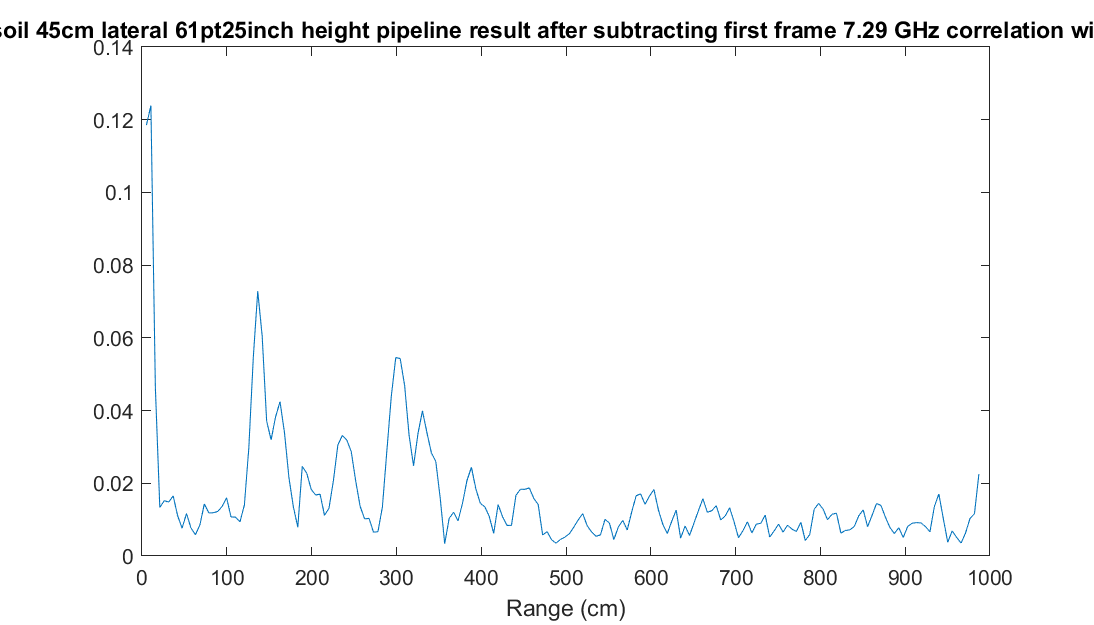 soil 45cm lateral 61pt25inch height pipeline result after subtracting first frame 7.29 GHz correlation wi
0.14
0.12
0.1
0.08
0.06
0.04
0.02
0
0 100 200 300 400 500 600 700 800 900 1000
Range (cm)